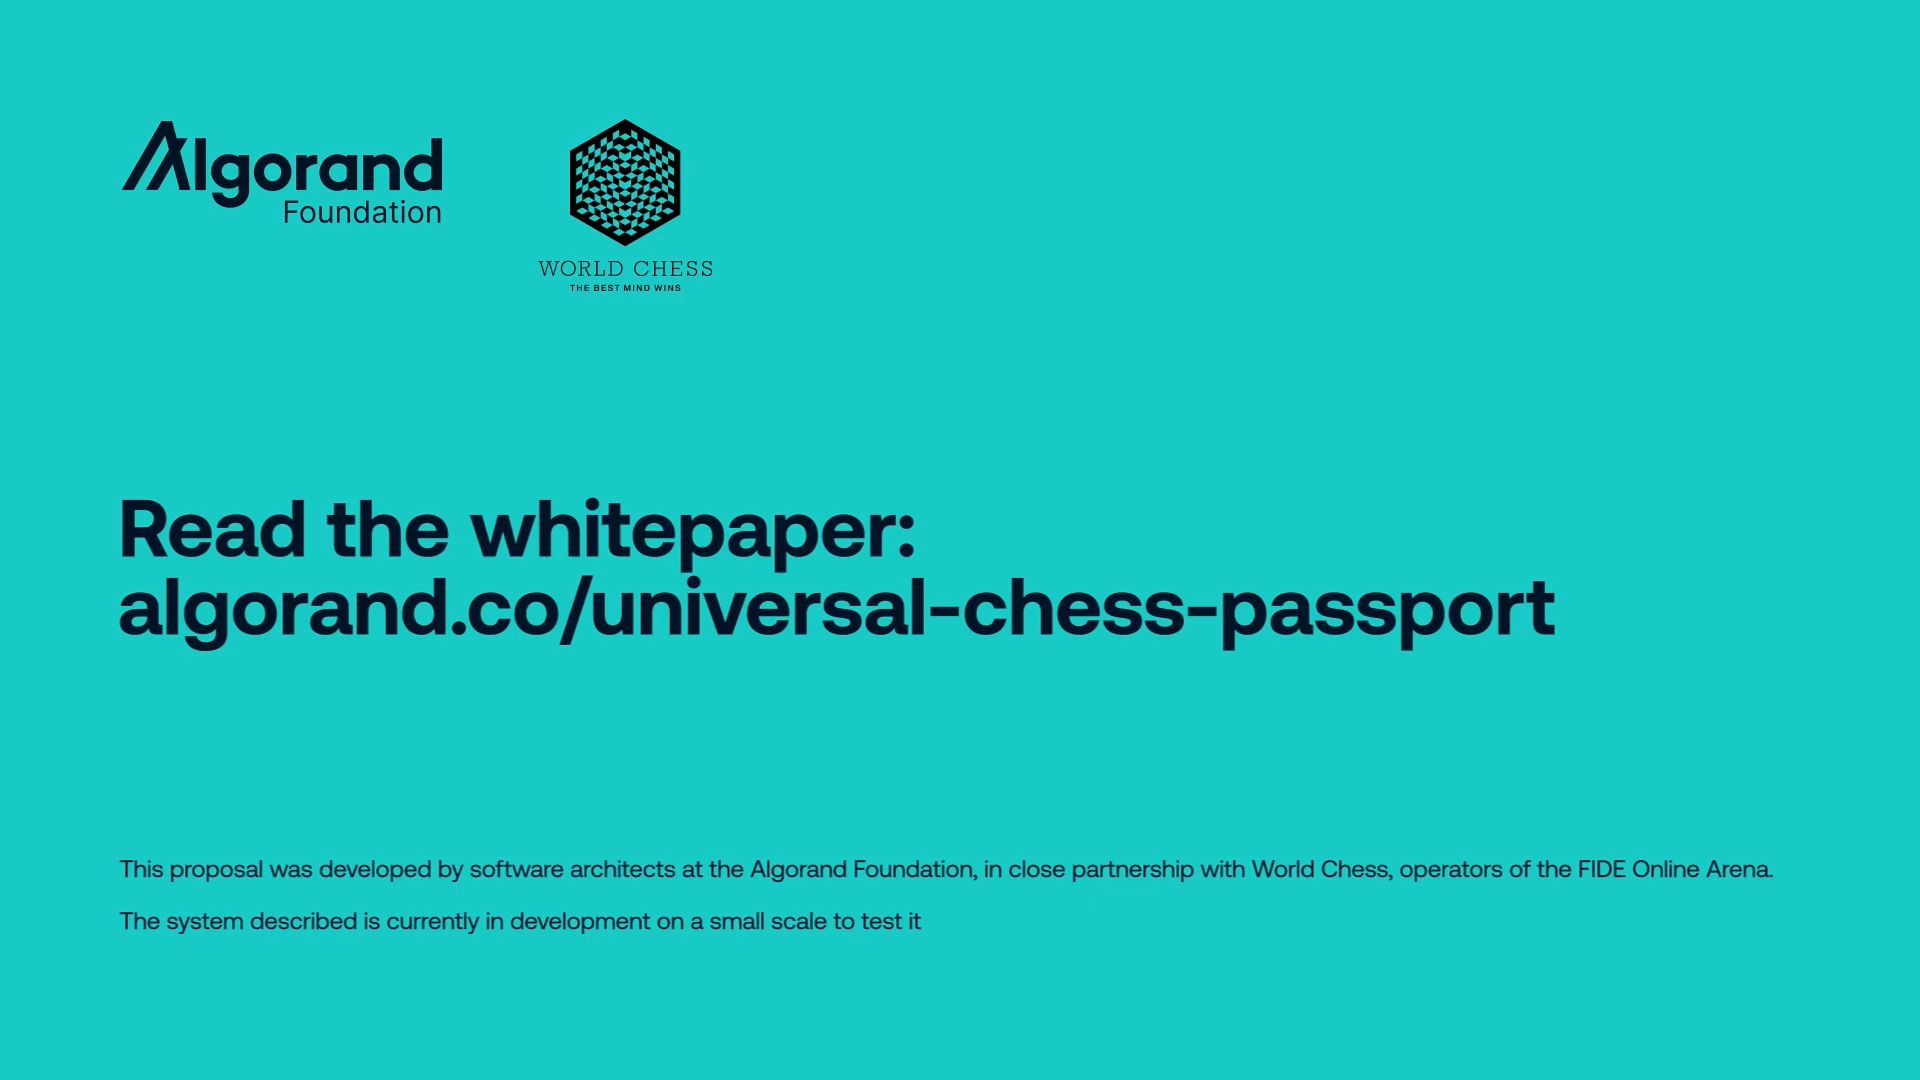 Algorand
Foundation
WORLD CHESS
THE BEST MIND WINS
Read the whitepaper:
algorand.co/universal-chess-passport
This proposal was developed by software architects at the Algorand Foundation, in close partnership with World Chess, operators of the FIDE Online Arena.
The system described is currently in development on a small scale to test it